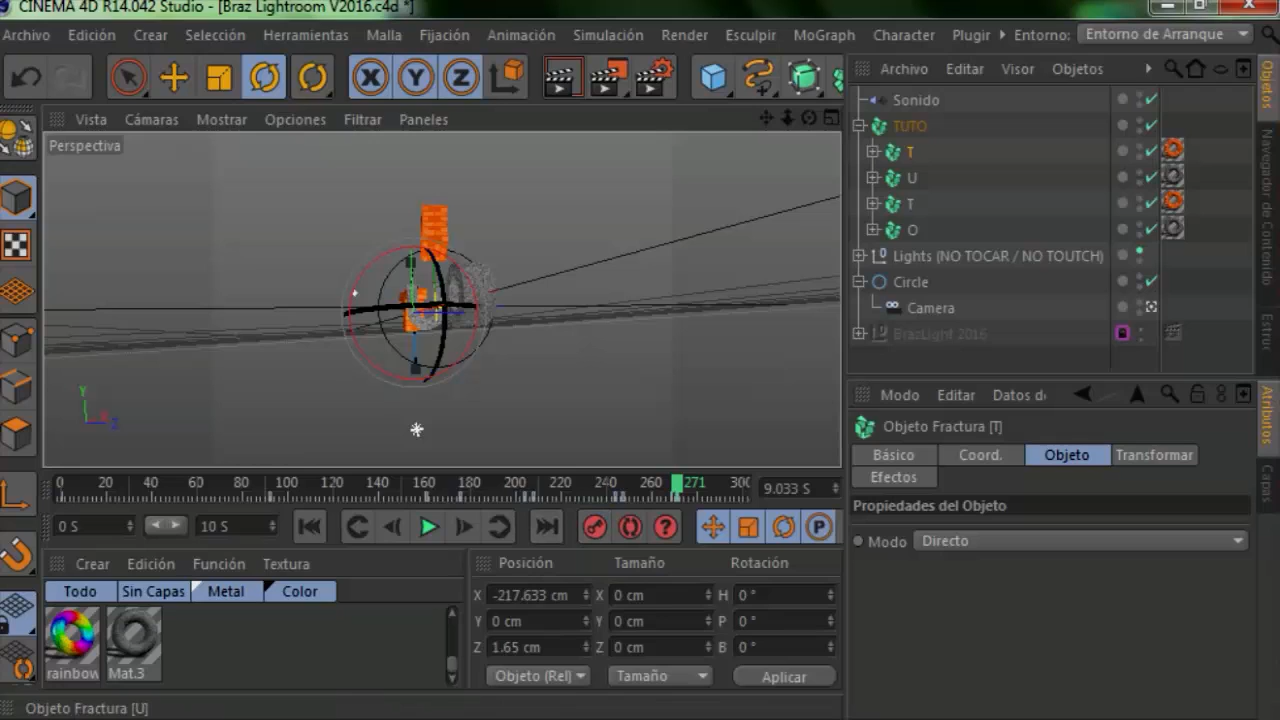 CINEMA 4D R14.042 Studio - [Braz Lightroom V2016.c4d *]
Archivo Edición Crear Selección Herramientas Malla Fijación Animación Simulación Render Esculpir MoGraph Character Plugir Entorno: Entorno de Arranque
X Y Z
Archivo Editar Visor Objetos
Vista Cámaras Mostrar Opciones Filtrar Paneles
Perspectiva
Y
X
Z
Sonido
TUTO
T
U
T
O
Lights (NO TOCAR / NO TOUTCH)
Circle
Camera
BrazLight 2016
Objetos
Navegador de Contenido
Estruc
Modo Editar Datos d
Objeto Fractura [T]
Básico Coord. Objeto Transformar
Efectos
Propiedades del Objeto
Modo Directo
Atributos
Capas
0 20 40 60 80 100 120 140 160 180 200 220 240 260 271 300 9.033 S
0 S 10 S P
Crear Edición Función Textura
Todo Sin Capas Metal Color
rainbow Mat.3
Posición Tamaño Rotación
X -217.633 cm X 0 cm H 0 °
Y 0 cm Y 0 cm P 0 °
Z 1.65 cm Z 0 cm B 0 °
Objeto (Rel) Tamaño Aplicar
Objeto Fractura [U]